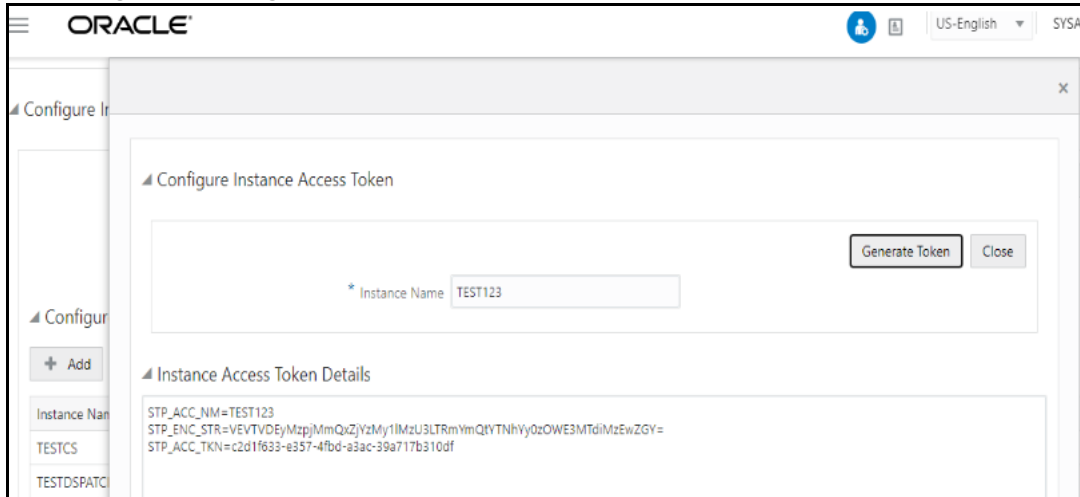 ORACLE
US-English
SYSA
Configure Ir
Configure Instance Access Token
Generate Token
Close
* Instance Name
TEST123
Configur
+ Add
Instance Access Token Details
Instance Nan
STP_ACC_NM=TEST123
STP_ENC_STR=VEVTVDEyMzpjMmQxZjYzMy1lMzU3LTRmYmQtYTNhYy0zOWE3MTdiMzEwZGY=
STP_ACC_TKN=c2d1f633-e357-4fbd-a3ac-39a717b310df
TESTCS
TESTDSPATC